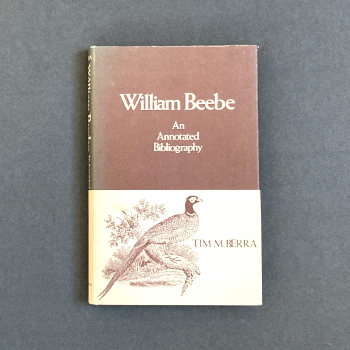 William Beebe
An
Annotated
Bibliography
TIM M. BERRA